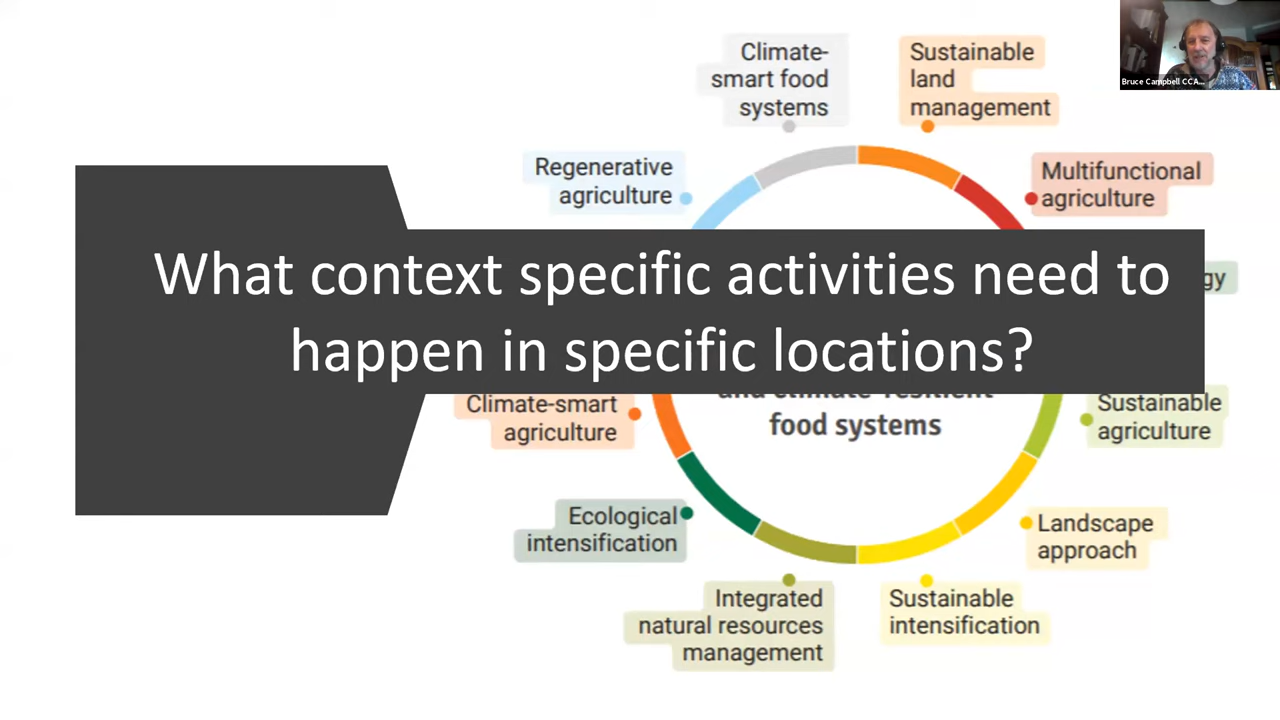 Climate-
smart food
systems
Sustainable
land
management
Bruce Campbell CCA...
Regenerative
agriculture
Multifunctional
agriculture
What context specific activities need to
happen in specific locations?
food systems
Climate-smart
agriculture
Sustainable
agriculture
Ecological
intensification
Landscape
approach
Integrated
natural resources
management
Sustainable
intensification